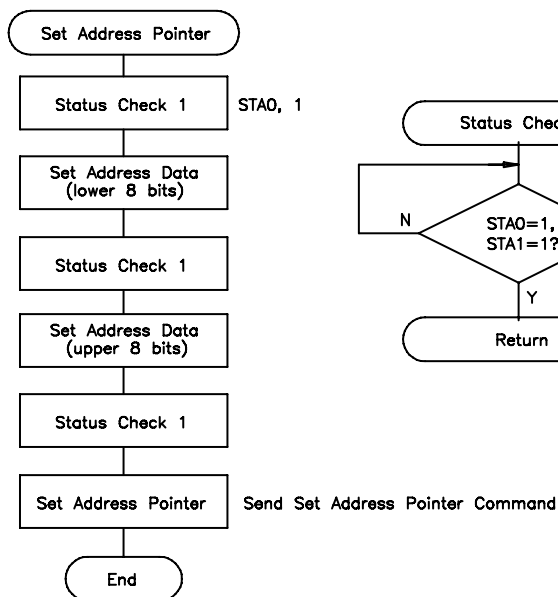 Set Address Pointer
Status Check 1 STA0, 1
Set Address Data
(lower 8 bits)
Status Check 1
Set Address Data
(upper 8 bits)
Status Check 1
Set Address Pointer Send Set Address Pointer Command
End
Status
N
STA0=1,
STA1=1?
Y
Return